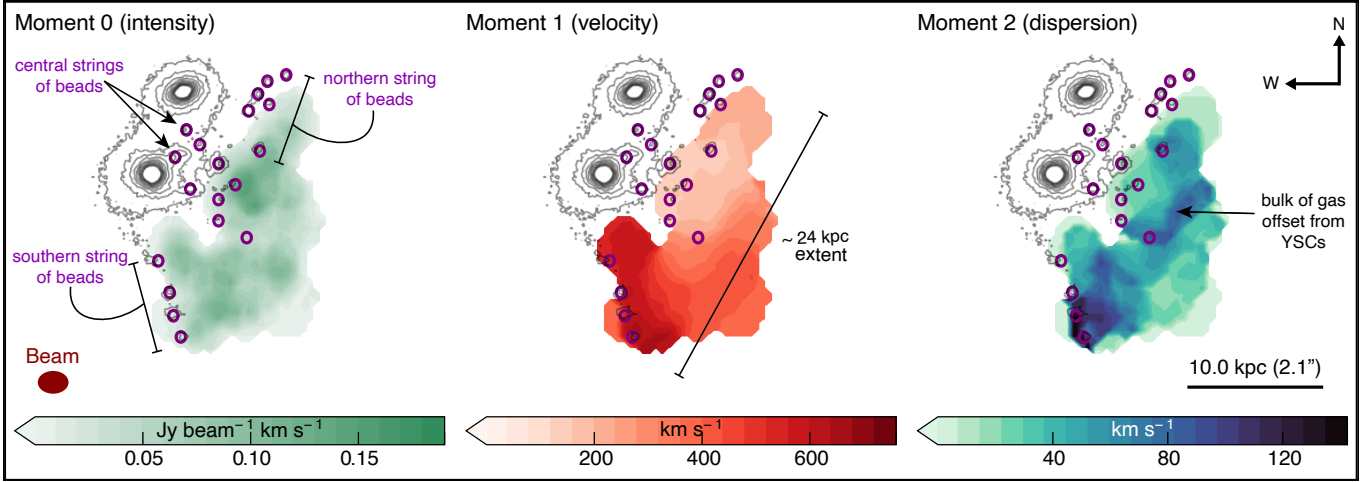 Moment 0 (intensity)
central strings
of beads
northern string
of beads
southern string
of beads
Beam
Jy beam⁻¹ km s⁻¹
0.05 0.10 0.15
Moment 1 (velocity)
~ 24 kpc
extent
km s⁻¹
200 400 600
Moment 2 (dispersion)
N
W
bulk of gas
offset from
YSCs
10.0 kpc (2.1”)
km s⁻¹
40 80 120